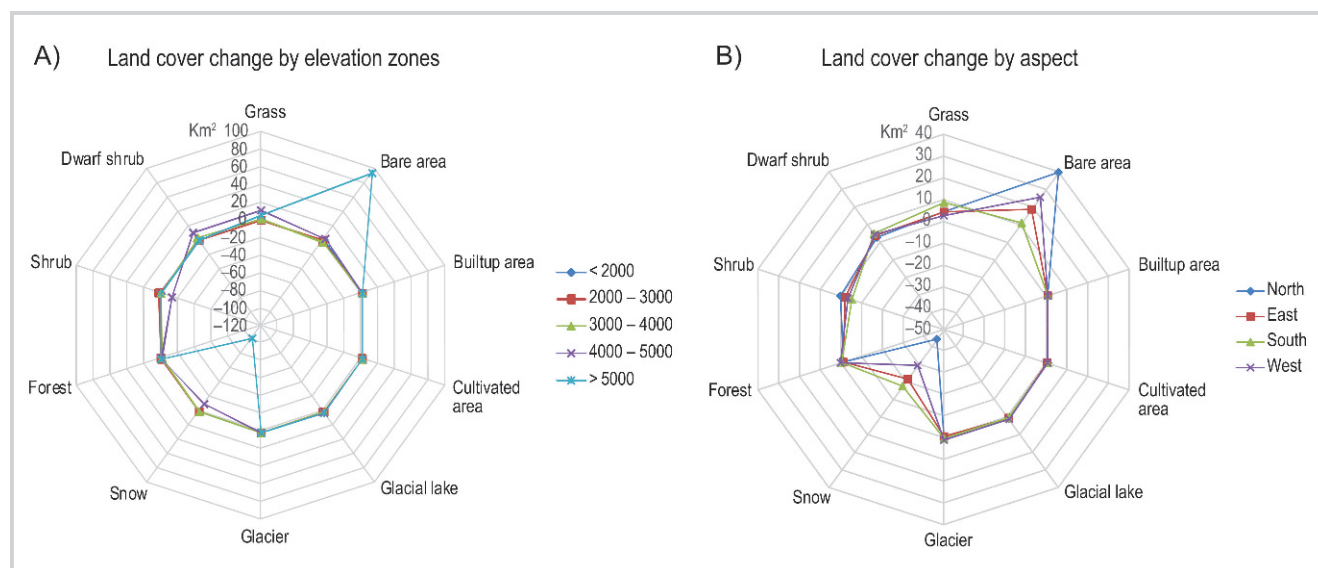 A) Land cover change by elevation zones
Grass
Km² 100
80
60
40
20
0
−20
−40
−60
−80
−100
−120
Bare area
Builtup area
Cultivated
area
Glacial lake
Glacier
Snow
Forest
Shrub
Dwarf shrub
< 2000
2000 – 3000
3000 – 4000
4000 – 5000
> 5000
B) Land cover change by aspect
Grass
Km² 40
30
20
10
0
−10
−20
−30
−40
−50
Bare area
Builtup area
Cultivated
area
Glacial lake
Glacier
Snow
Forest
Shrub
Dwarf shrub
North
East
South
West